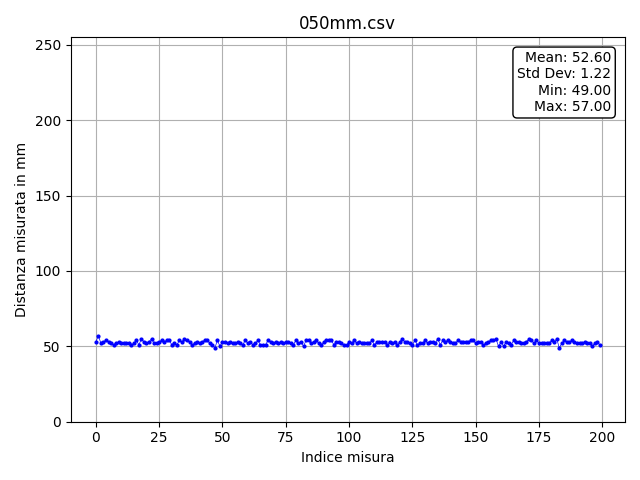 050mm.csv
Mean: 52.60
Std Dev: 1.22
Min: 49.00
Max: 57.00
Distanza misurata in mm
250
200
150
100
50
0
0 25 50 75 100 125 150 175 200
Indice misura